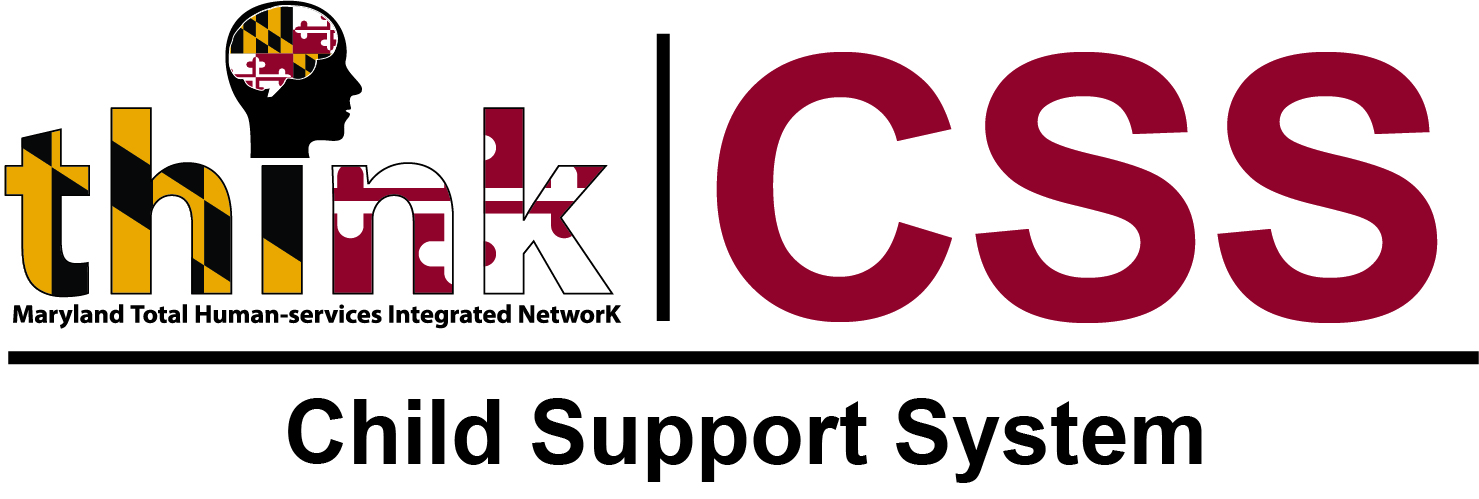 think
CSS
Maryland Total Human-services Integrated NetworK
Child Support System